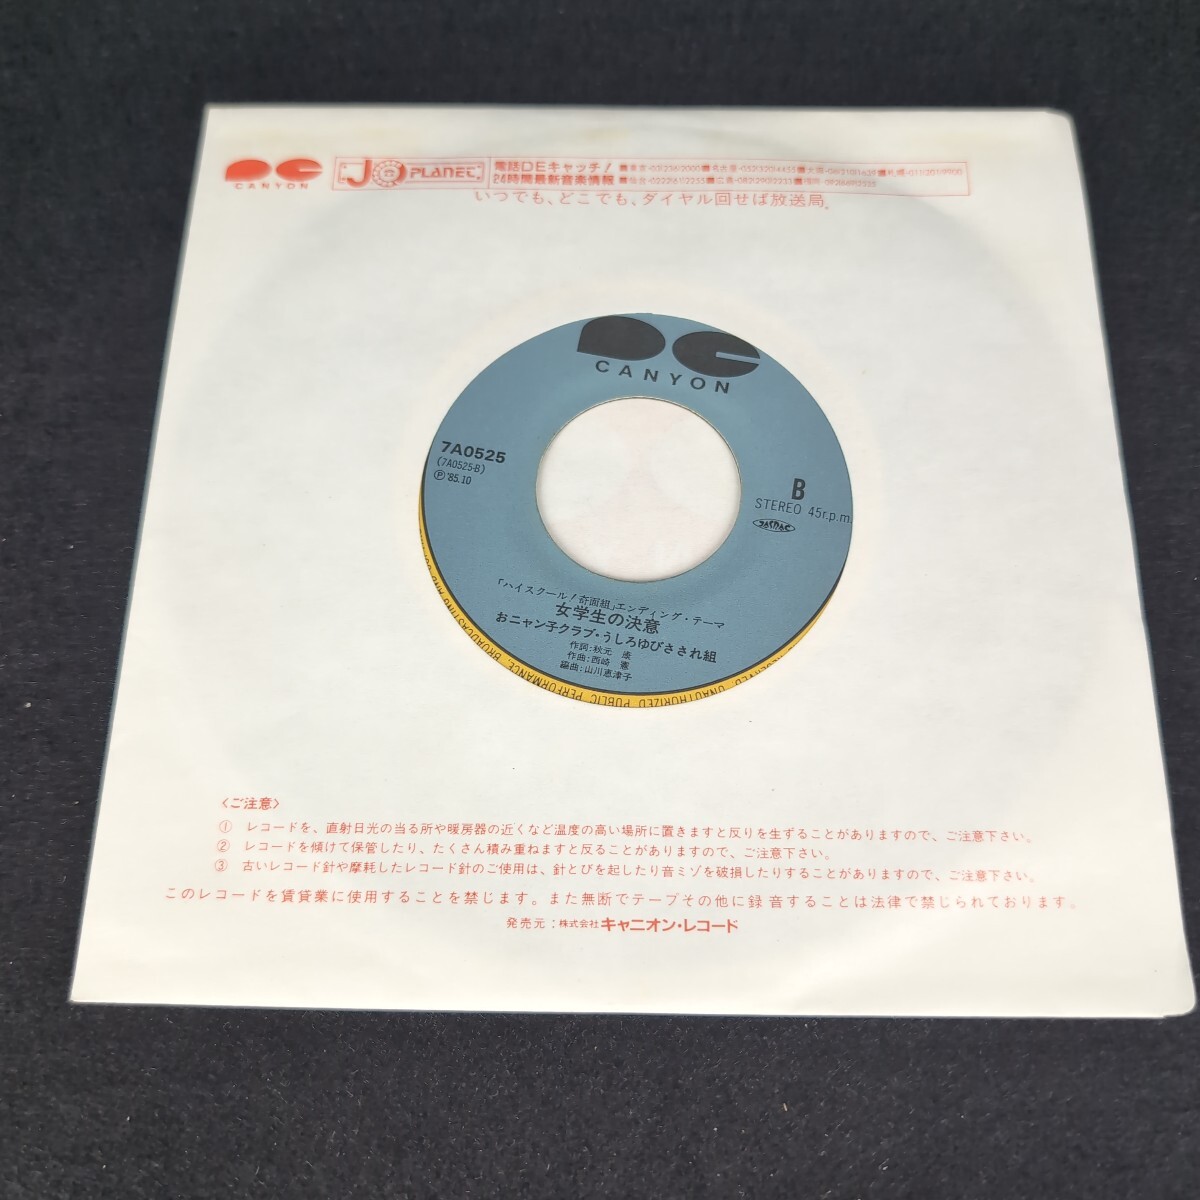 CANYON
J PLANET
電話DEキャッチ!
24時間最新音楽情報
いつでも、どこでも、ダイヤル回せば放送局。
CANYON
7A0525
(7A0525-B)
Ⓟ'85.10
B
STEREO 45r.p.m.
「ハイスクール!奇面組」エンディング・テーマ
女学生の決意
おニャン子クラブ・うしろゆびさされ組
作詞:秋元 康
作曲:西崎 憲
編曲:山川恵津子
UNAUTHORIZED PUBLIC PERFORMANCE, BROADCASTING AND
〈ご注意〉
① レコードを、直射日光の当る所や暖房器の近くなど温度の高い場所に置きますと反りを生ずることがありますので、ご注意下さい。
② レコードを傾けて保管したり、たくさん積み重ねますと反ることがありますので、ご注意下さい。
③ 古いレコード針や摩耗したレコード針のご使用は、針とびを起したり音ミゾを破損したりすることがありますので、ご注意下さい。
このレコードを賃貸業に使用することを禁じます。また無断でテープその他に録音することは法律で禁じられております。
発売元:株式会社キャニオン・レコード